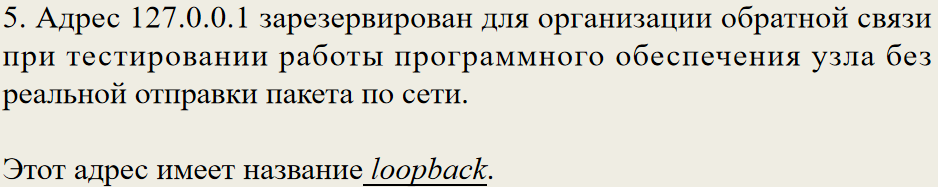 5. Адрес 127.0.0.1 зарезервирован для организации обратной связи
при тестировании работы программного обеспечения узла без
реальной отправки пакета по сети.
Этот адрес имеет название loopback.